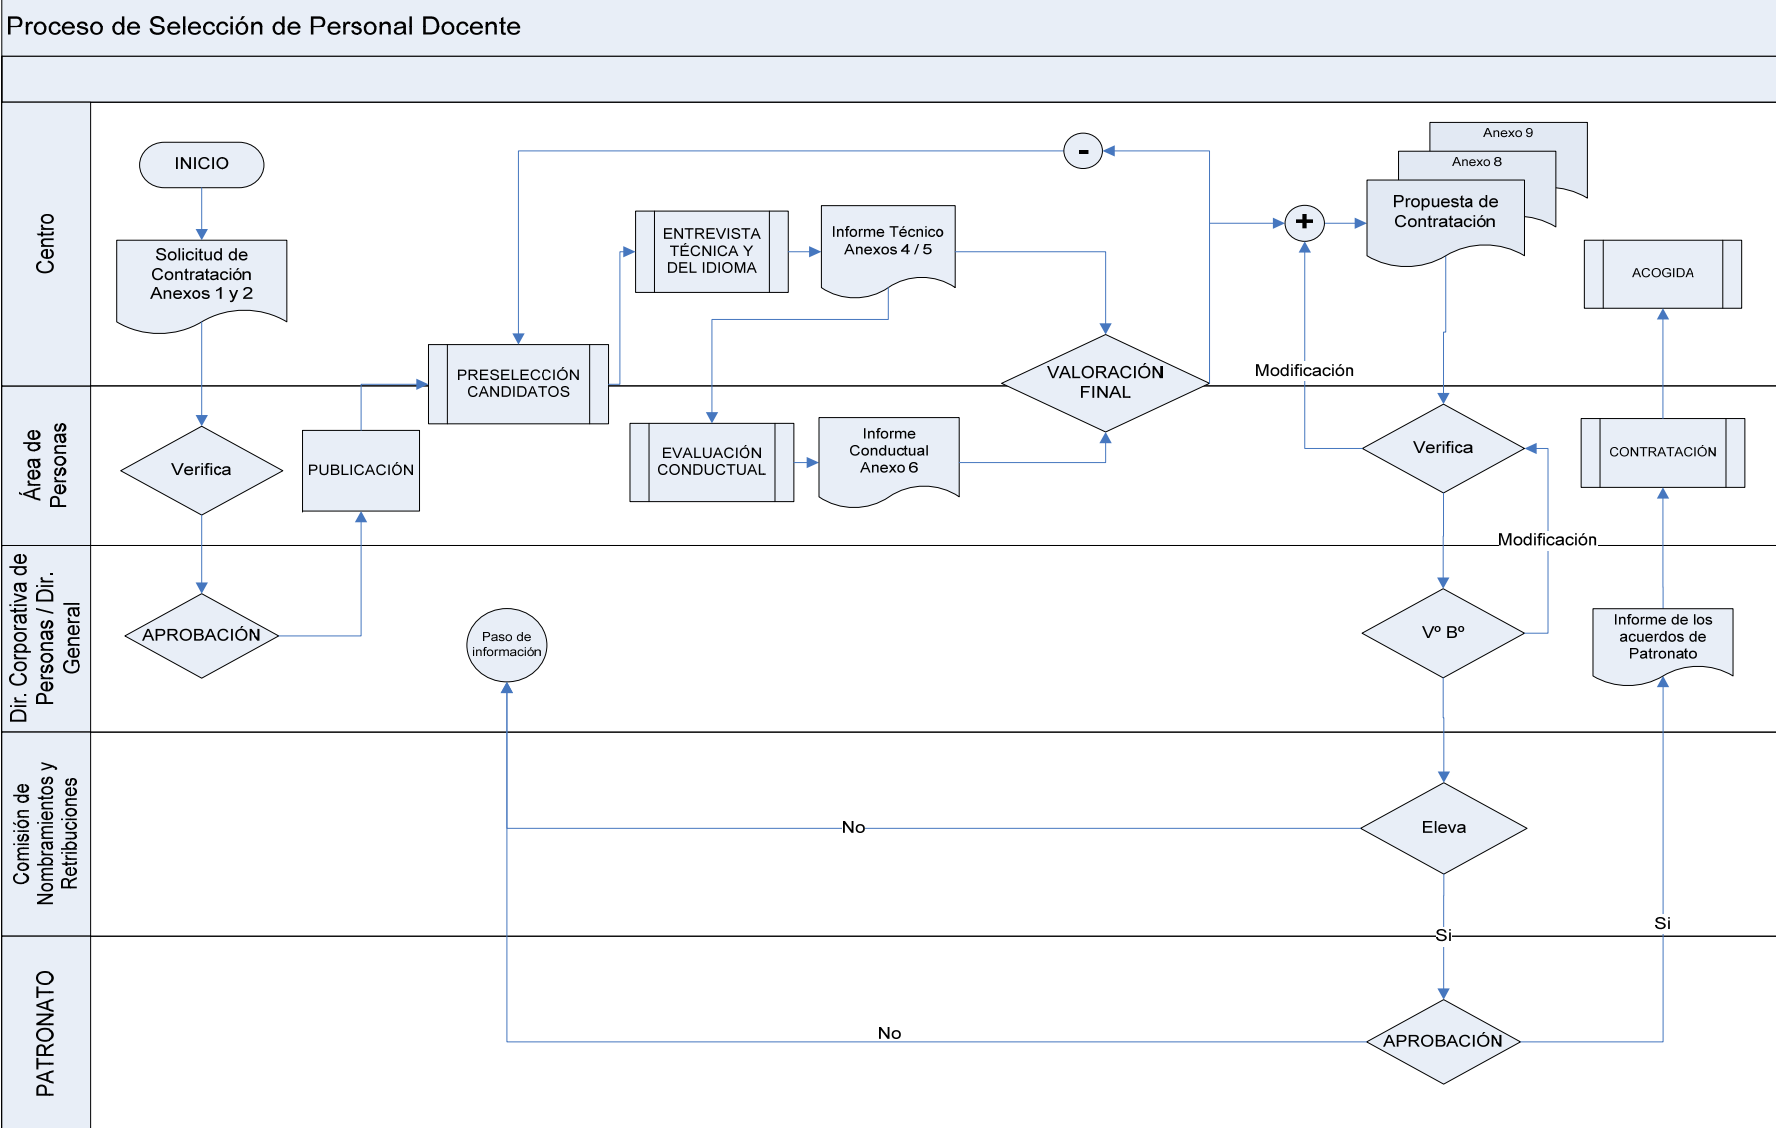 Proceso de Selección de Personal Docente
Centro
INICIO
Solicitud de
Contratación
Anexos 1 y 2
PRESELECCIÓN
CANDIDATOS
ENTREVISTA
TÉCNICA Y
DEL IDIOMA
Informe Técnico
Anexos 4 / 5
-
VALORACIÓN
FINAL
+
Anexo 9
Anexo 8
Propuesta de
Contratación
Modificación
ACOGIDA
Área de
Personas
Verifica
PUBLICACIÓN
EVALUACIÓN
CONDUCTUAL
Informe
Conductual
Anexo 6
Verifica
CONTRATACIÓN
Modificación
Dir. Corporativa de
Personas / Dir.
General
APROBACIÓN
Paso de
información
Vº Bº
Informe de los
acuerdos de
Patronato
Comisión de
Nombramientos y
Retribuciones
No
Eleva
Si
Si
PATRONATO
No
APROBACIÓN